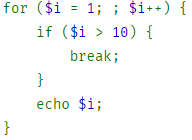 for ($i = 1; ; $i++) {
    if ($i > 10) {
        break;
    }
    echo $i;
}